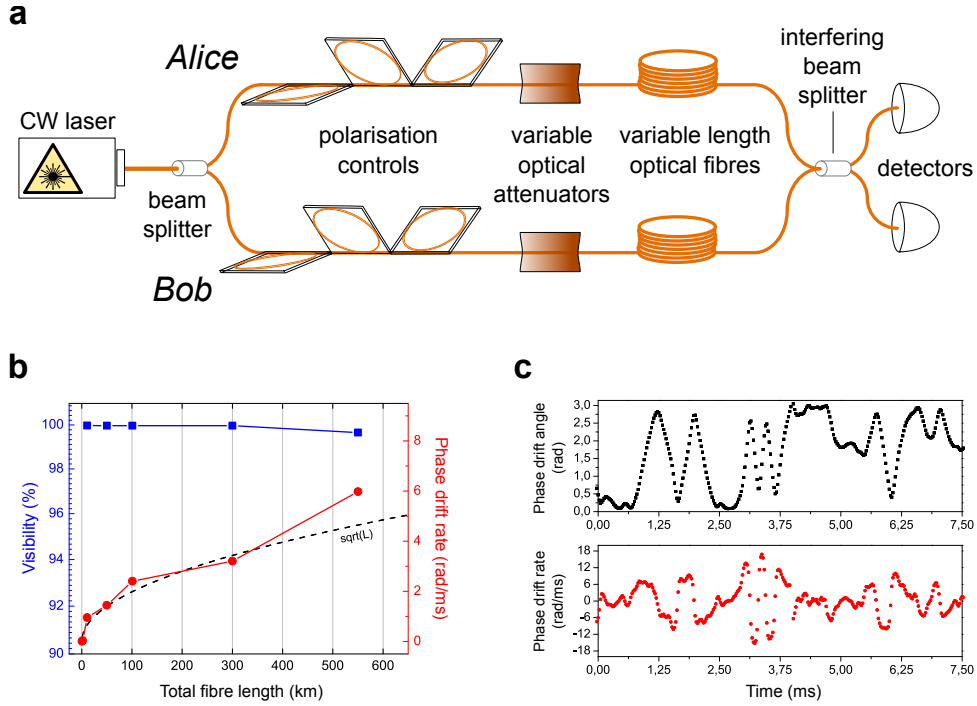 a
Alice
CW laser
beam
splitter
polarisation
controls
variable
optical
attenuators
variable length
optical fibres
interfering
beam
splitter
detectors
Bob
b
Visibility (%)
100
98
96
94
92
90
sqrt(L)
8
6
4
2
0
Phase drift rate (rad/ms)
0 100 200 300 400 500 600
Total fibre length (km)
c
Phase drift angle
(rad)
3,0
2,5
2,0
1,5
1,0
0,5
0,0
0,00 1,25 2,50 3,75 5,00 6,25 7,50
Phase drift rate
(rad/ms)
18
12
6
0
-6
-12
-18
0,00 1,25 2,50 3,75 5,00 6,25 7,50
Time (ms)